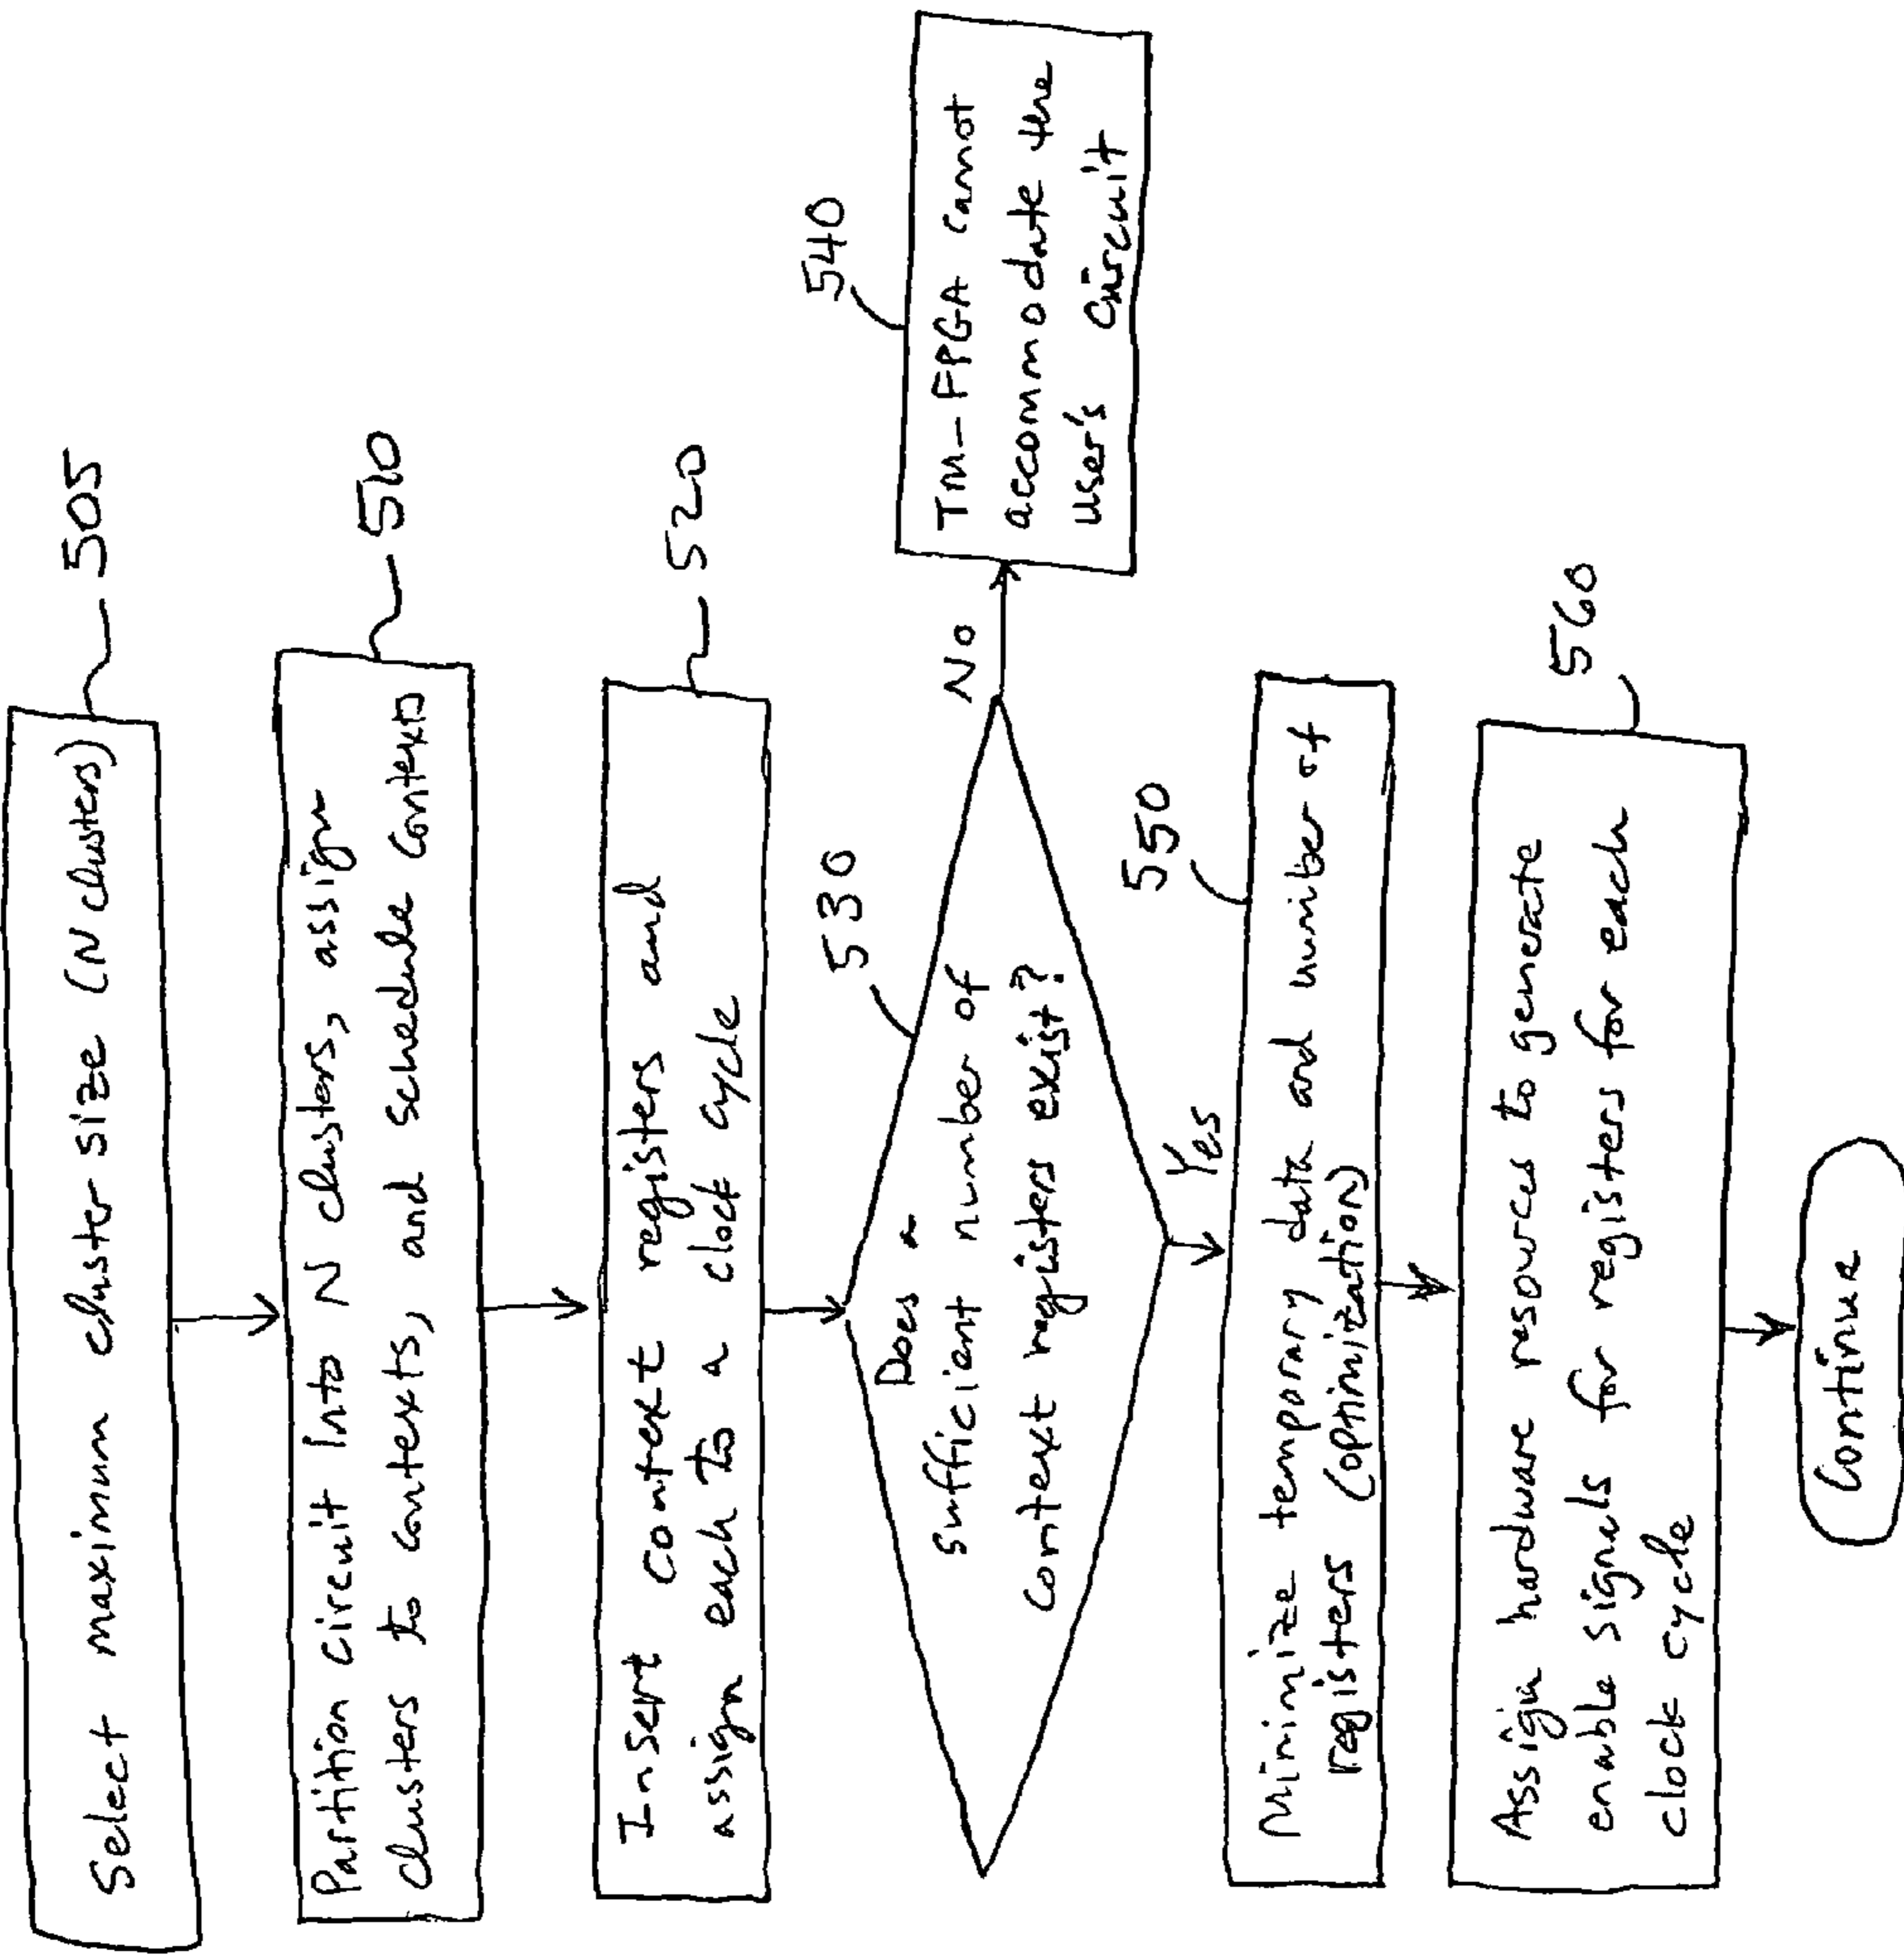 Select maximum cluster size (N clusters)
505
Partition circuit Into N clusters, assign
clusters to contexts, and schedule contexts
510
Insert context registers and
assign each to a clock cycle
520
Does a
sufficient number of
context registers exist?
530
No
TM-FPGA cannot
accommodate the
user's circuit
540
Yes
Minimize temporary data and number of
registers (optimization)
550
Assign hardware resources to generate
enable signals for registers for each
clock cycle
560
Continue